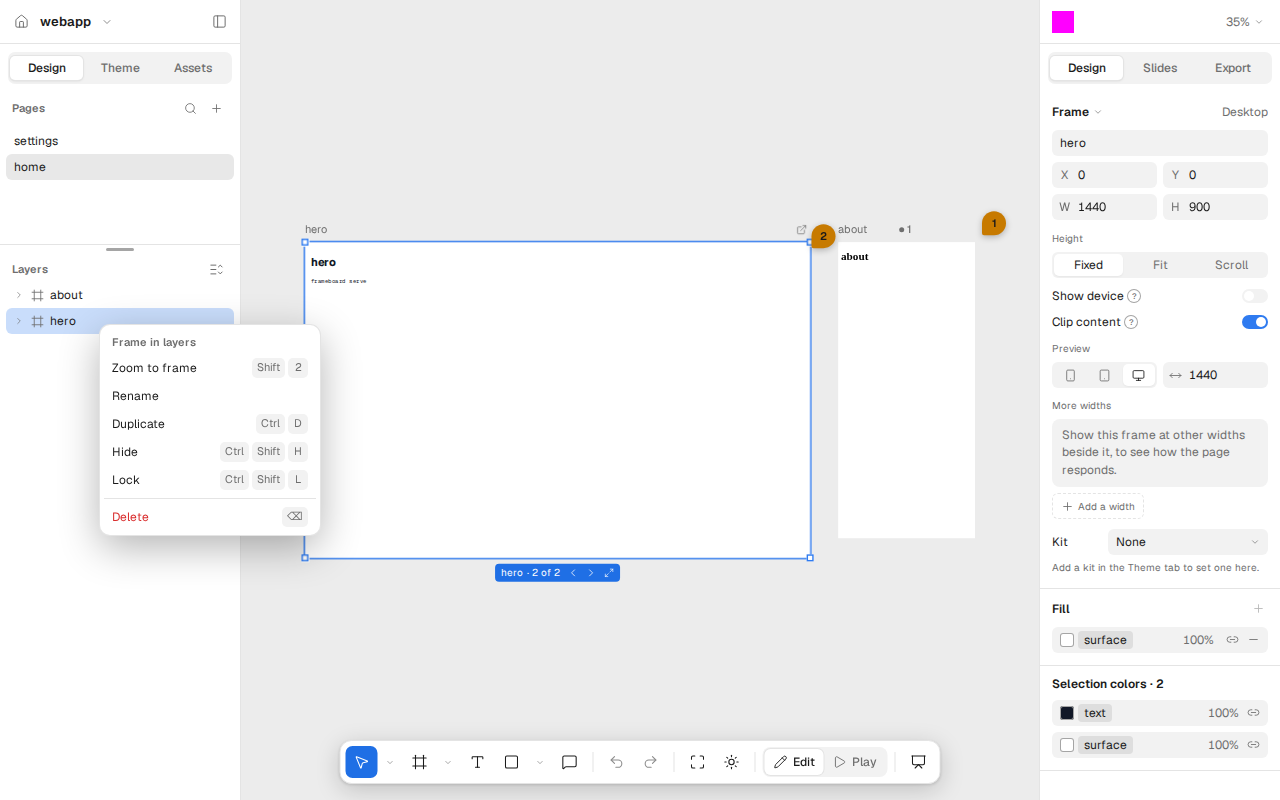 webapp
Design
Theme
Assets
Pages
settings
home
Layers
about
hero
Frame in layers
Zoom to frame
Shift
2
Rename
Duplicate
Ctrl
D
Hide
Ctrl
Shift
H
Lock
Ctrl
Shift
L
Delete
hero
2
about
1
1
hero
frameboard serve
about
hero · 2 of 2
Edit
Play
35%
Design
Slides
Export
Frame
Desktop
hero
X 0
Y 0
W 1440
H 900
Height
Fixed
Fit
Scroll
Show device ?
Clip content ?
Preview
1440
More widths
Show this frame at other widths
beside it, to see how the page
responds.
Add a width
Kit
None
Add a kit in the Theme tab to set one here.
Fill
surface
100%
Selection colors · 2
text
100%
surface
100%